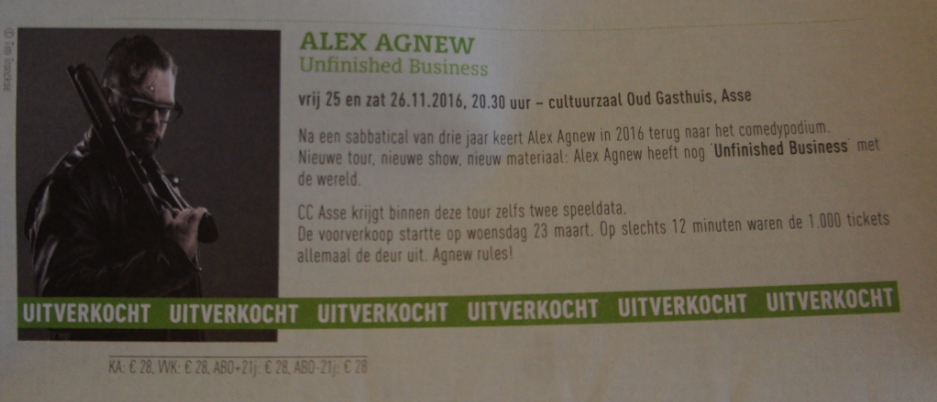 © Tom Troonbee
ALEX AGNEW
Unfinished Business
vrij 25 en zat 26.11.2016, 20.30 uur – cultuurzaal Oud Gasthuis, Asse
Na een sabbatical van drie jaar keert Alex Agnew in 2016 terug naar het comedypodium.
Nieuwe tour, nieuwe show, nieuw materiaal: Alex Agnew heeft nog 'Unfinished Business' met
de wereld.
CC Asse krijgt binnen deze tour zelfs twee speeldata.
De voorverkoop startte op woensdag 23 maart. Op slechts 12 minuten waren de 1.000 tickets
allemaal de deur uit. Agnew rules!
UITVERKOCHT UITVERKOCHT UITVERKOCHT UITVERKOCHT UITVERKOCHT UITVERKOCHT
KA: € 28, VVK: € 28, ABO+21j: € 28, ABO-21j: € 28